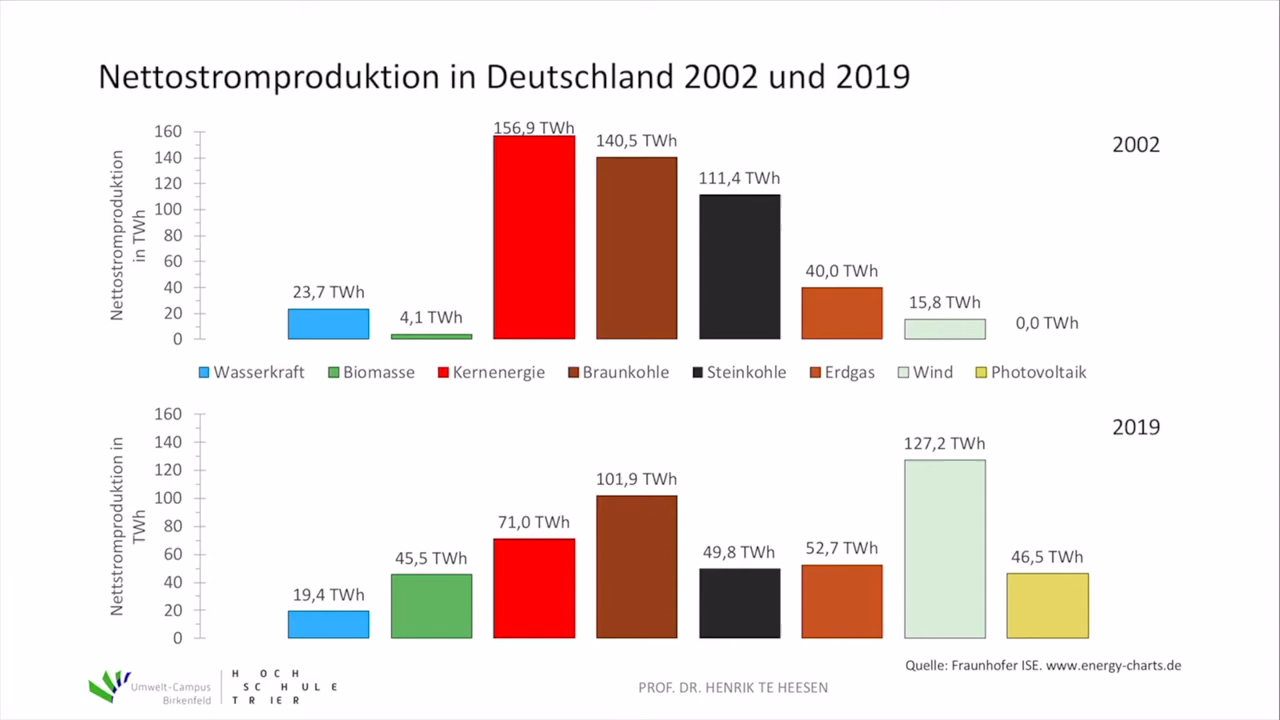 Nettostromproduktion in Deutschland 2002 und 2019
2002
Nettostromproduktion
in TWh
160
140
120
100
80
60
40
20
0
23,7 TWh
4,1 TWh
156,9 TWh
140,5 TWh
111,4 TWh
40,0 TWh
15,8 TWh
0,0 TWh
Wasserkraft Biomasse Kernenergie Braunkohle Steinkohle Erdgas Wind Photovoltaik
2019
Nettstromproduktion in
TWh
160
140
120
100
80
60
40
20
0
19,4 TWh
45,5 TWh
71,0 TWh
101,9 TWh
49,8 TWh
52,7 TWh
127,2 TWh
46,5 TWh
Quelle: Fraunhofer ISE. www.energy-charts.de
Umwelt-Campus
Birkenfeld
HOCH
SCHULE
TRIER
PROF. DR. HENRIK TE HEESEN